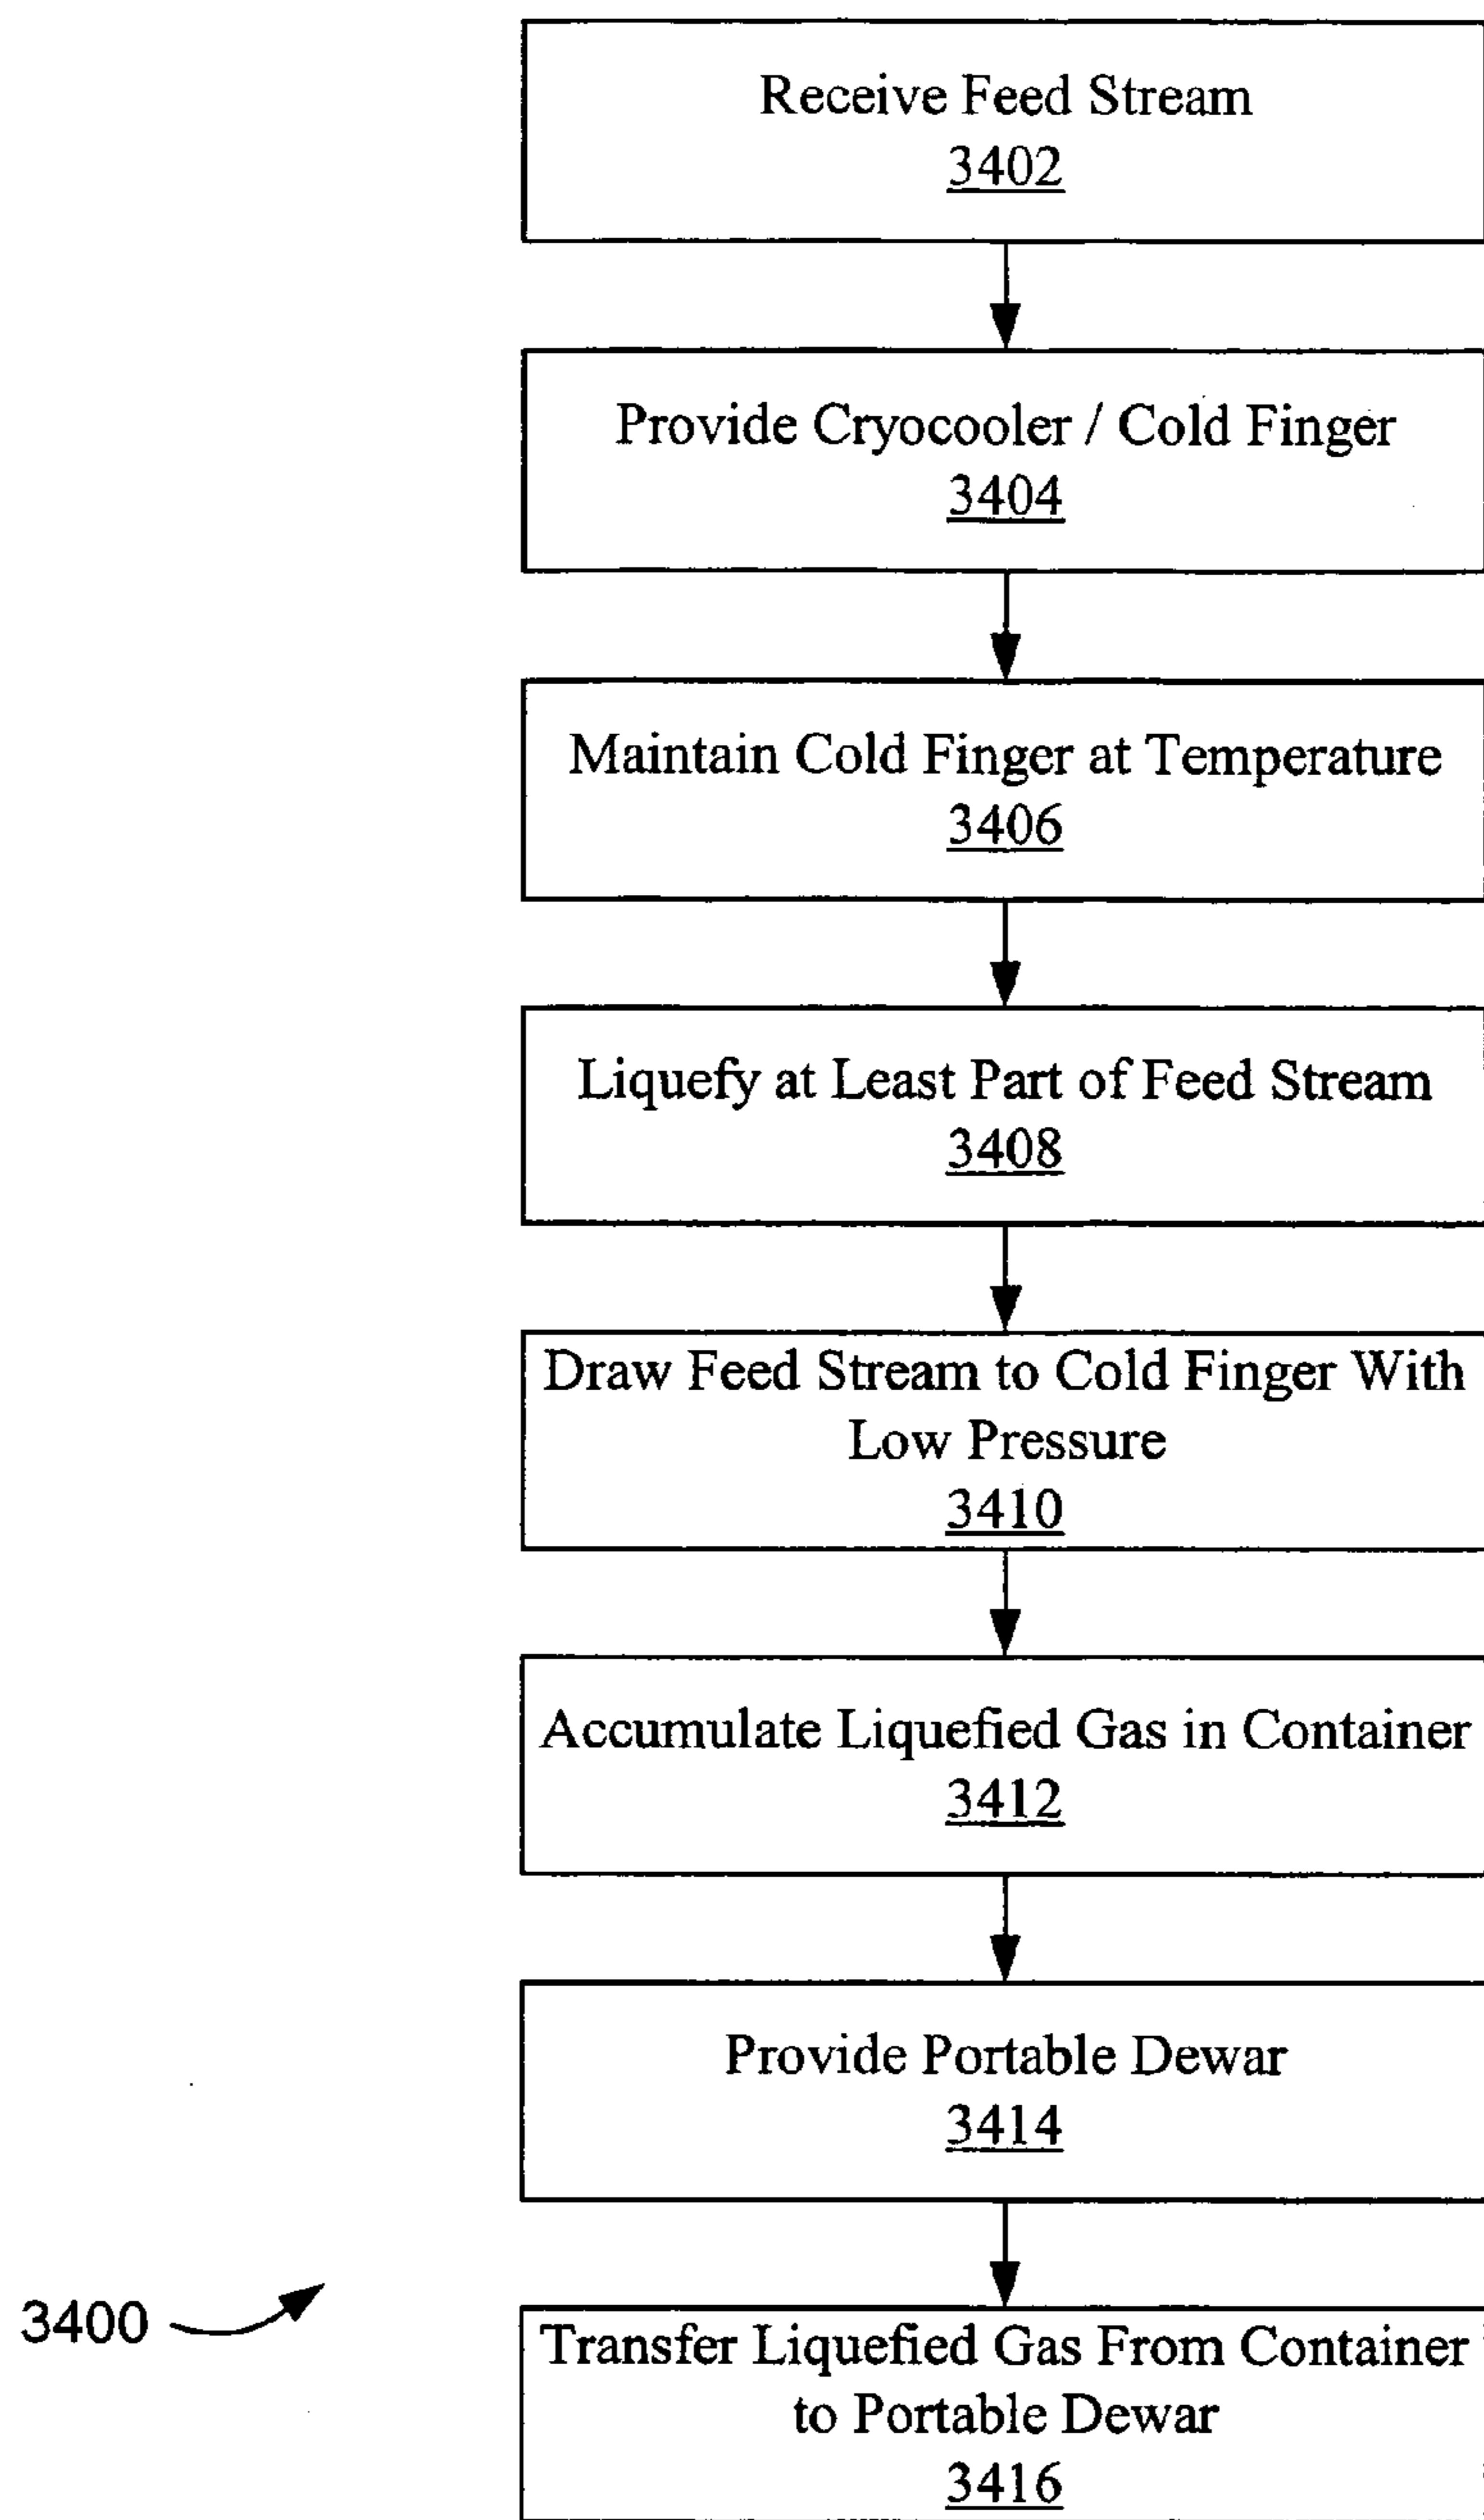 Receive Feed Stream
3402
Provide Cryocooler / Cold Finger
3404
Maintain Cold Finger at Temperature
3406
Liquefy at Least Part of Feed Stream
3408
Draw Feed Stream to Cold Finger With
Low Pressure
3410
Accumulate Liquefied Gas in Container
3412
Provide Portable Dewar
3414
3400
Transfer Liquefied Gas From Container
to Portable Dewar
3416